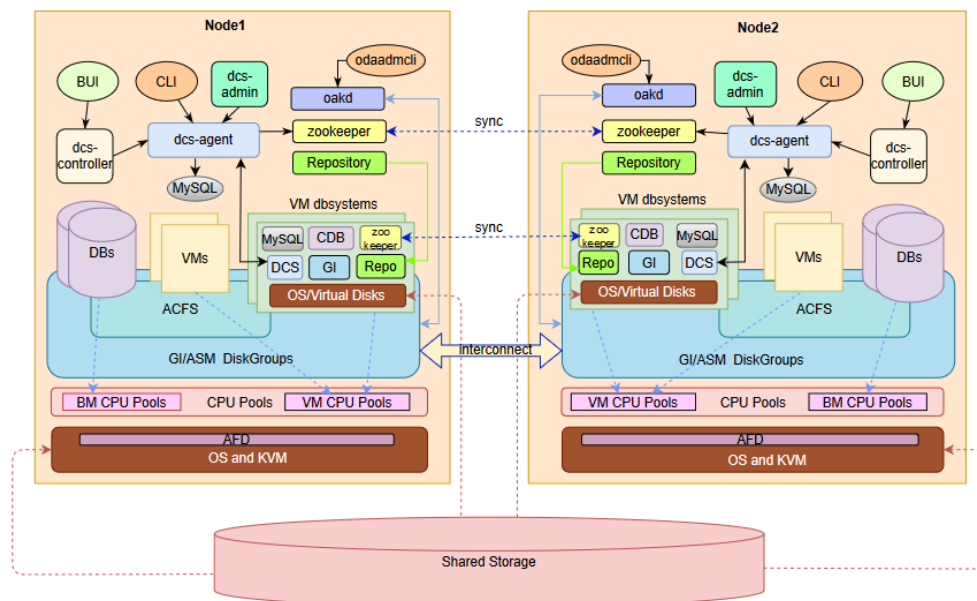 Node1
BUI
CLI
dcs-
admin
odaadmcli
oakd
dcs-
controller
dcs-agent
zookeeper
MySQL
Repository
VM dbsystems
DBs
VMs
MySQL
CDB
zoo
keeper
DCS
GI
Repo
OS/Virtual Disks
ACFS
GI/ASM DiskGroups
BM CPU Pools
CPU Pools
VM CPU Pools
AFD
OS and KVM
sync
sync
interconnect
Node2
odaadmcli
dcs-
admin
CLI
BUI
oakd
zookeeper
dcs-agent
dcs-
controller
Repository
MySQL
VM dbsystems
zoo
keeper
CDB
MySQL
Repo
GI
DCS
OS/Virtual Disks
VMs
DBs
ACFS
GI/ASM DiskGroups
VM CPU Pools
CPU Pools
BM CPU Pools
AFD
OS and KVM
Shared Storage